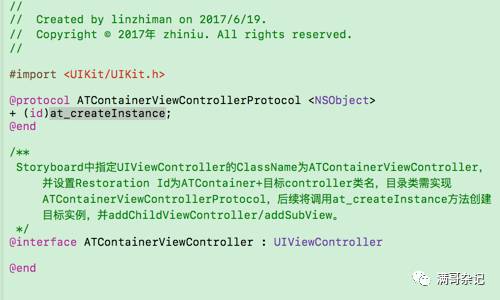 //
//  Created by linzhiman on 2017/6/19.
//  Copyright © 2017年 zhiniu. All rights reserved.
//
#import <UIKit/UIKit.h>
@protocol ATContainerViewControllerProtocol <NSObject>
+ (id)at_createInstance;
@end
/**
 Storyboard中指定UIViewController的ClassName为ATContainerViewController，
并设置Restoration Id为ATContainer+目标controller类名，目录类需实现
ATContainerViewControllerProtocol，后续将调用at_createInstance方法创建
目标实例，并addChildViewController/addSubView。
 */
@interface ATContainerViewController : UIViewController
@end
满哥杂记